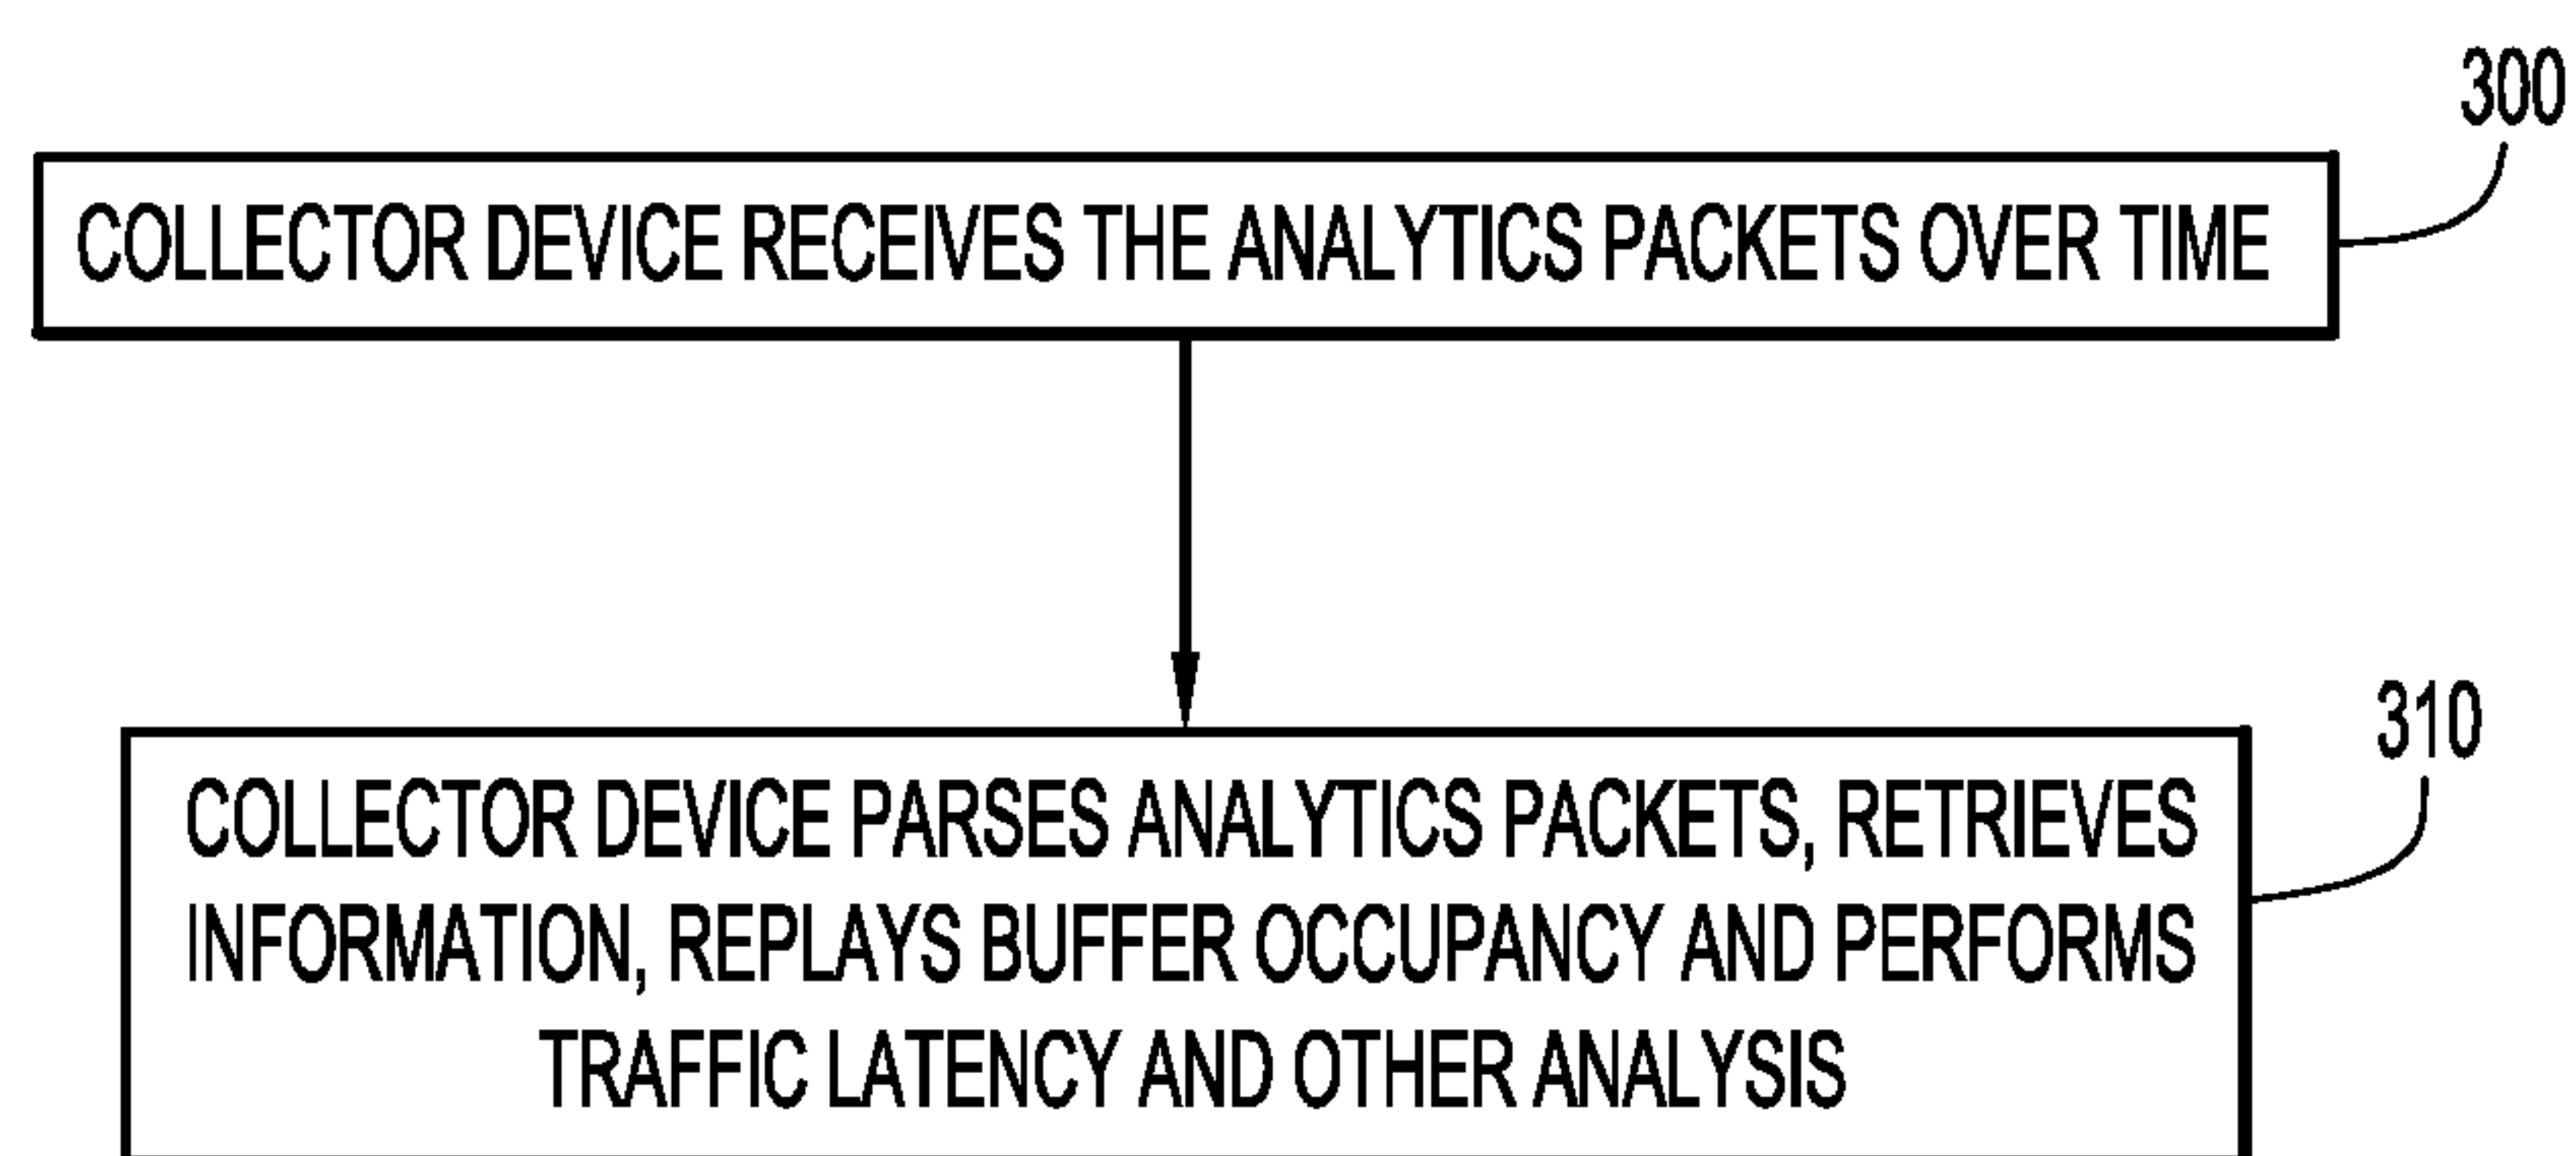 300
COLLECTOR DEVICE RECEIVES THE ANALYTICS PACKETS OVER TIME
310
COLLECTOR DEVICE PARSES ANALYTICS PACKETS, RETRIEVES
INFORMATION, REPLAYS BUFFER OCCUPANCY AND PERFORMS
TRAFFIC LATENCY AND OTHER ANALYSIS